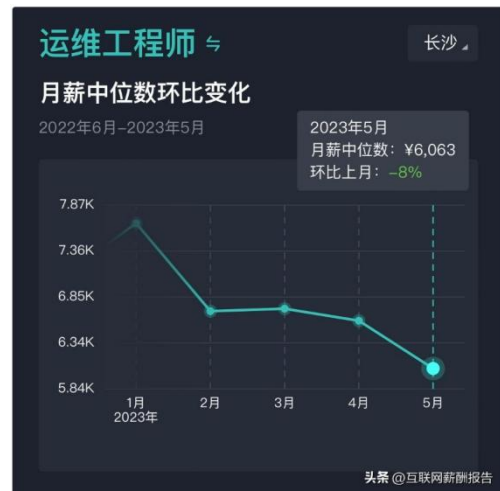 运维工程师
长沙
月薪中位数环比变化
2022年6月-2023年5月
2023年5月
月薪中位数：¥6,063
环比上月：-8%
7.87K
7.36K
6.85K
6.34K
5.84K
1月 2月 3月 4月 5月
2023年
头条 @互联网薪酬报告